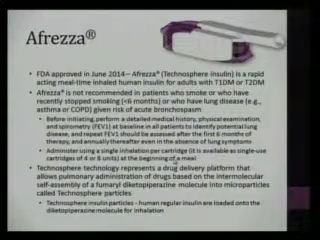 Afrezza®
• FDA approved in June 2014 – Afrezza® (Technosphere insulin) is a rapid
acting meal-time inhaled human insulin for adults with T1DM or T2DM
• Afrezza® is not recommended in patients who smoke or who have
recently stopped smoking (<6 months) or who have lung disease (e.g.,
asthma or COPD) given risk of acute bronchospasm
• Before initiating, perform a detailed medical history, physical examination,
and spirometry (FEV1) at baseline in all patients to identify potential lung
disease, and repeat FEV1 should be assessed after the first 6 months of
therapy, and annually thereafter even in the absence of lung symptoms
• Administer using a single inhalation per cartridge (it is available as single-use
cartridges of 4 or 8 units) at the beginning of a meal
• Technosphere technology represents a drug delivery platform that
allows pulmonary administration of drugs based on the intermolecular
self-assembly of a fumaryl diketopiperazine molecule into microparticles
called Technosphere particles
• Technosphere insulin particles - human regular insulin are loaded onto the
diketopiperazine molecule for inhalation